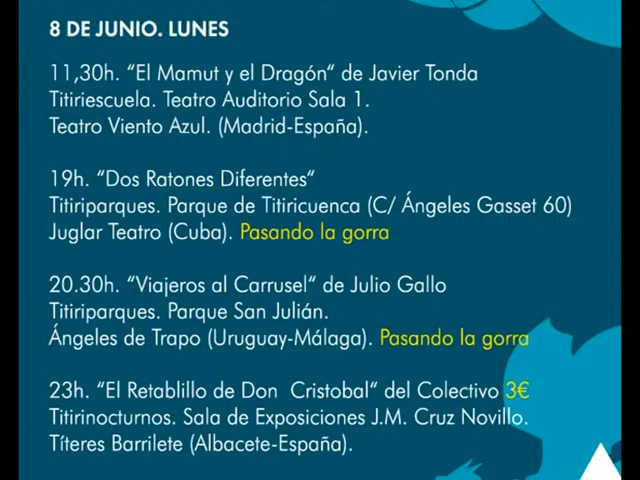 8 DE JUNIO. LUNES
11,30h. “El Mamut y el Dragón“ de Javier Tonda
Titiriescuela. Teatro Auditorio Sala 1.
Teatro Viento Azul. (Madrid-España).
19h. “Dos Ratones Diferentes“
Titiriparques. Parque de Titiricuenca (C/ Ángeles Gasset 60)
Juglar Teatro (Cuba). Pasando la gorra
20.30h. “Viajeros al Carrusel“ de Julio Gallo
Titiriparques. Parque San Julián.
Ángeles de Trapo (Uruguay-Málaga). Pasando la gorra
23h. “El Retablillo de Don Cristobal“ del Colectivo 3€
Titirinocturnos. Sala de Exposiciones J.M. Cruz Novillo.
Títeres Barrilete (Albacete-España).